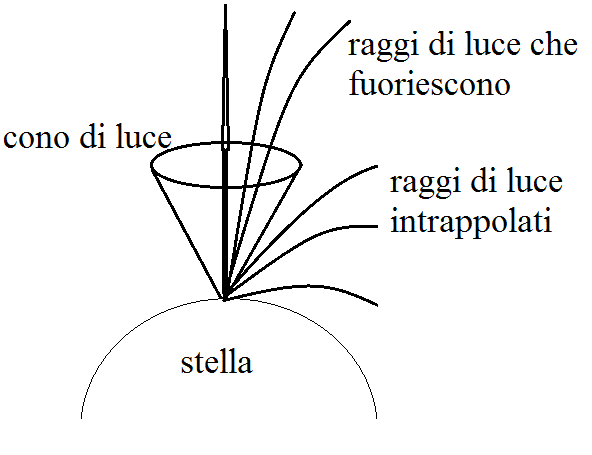 raggi di luce che
fuoriescono
cono di luce
raggi di luce
intrappolati
stella